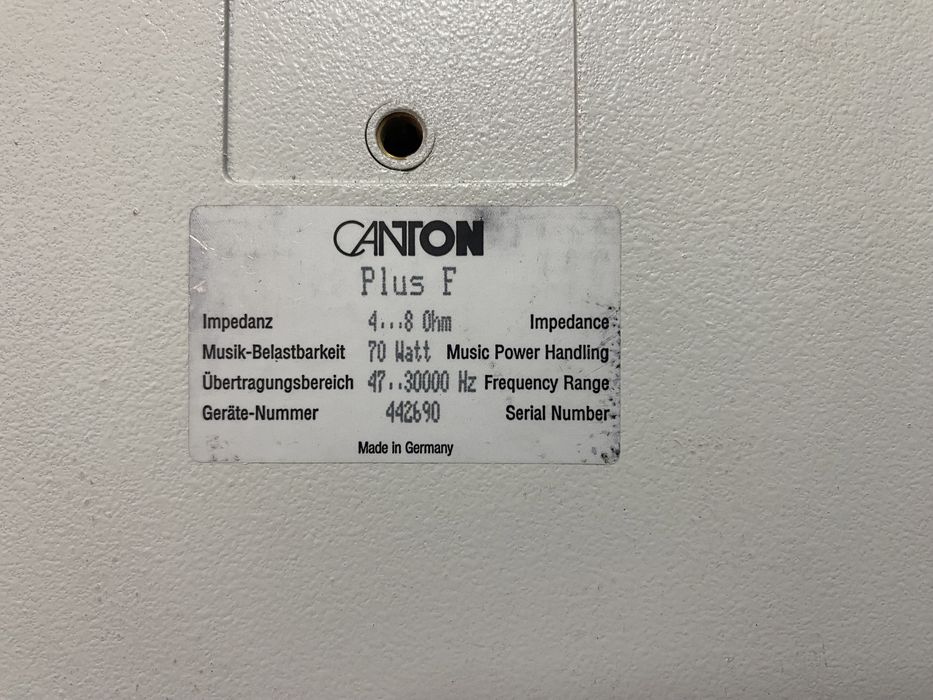 CANTON
Plus F
Impedanz 4...8 Ohm Impedance
Musik-Belastbarkeit 70 Watt Music Power Handling
Übertragungsbereich 47..30000 Hz Frequency Range
Geräte-Nummer 442690 Serial Number
Made in Germany